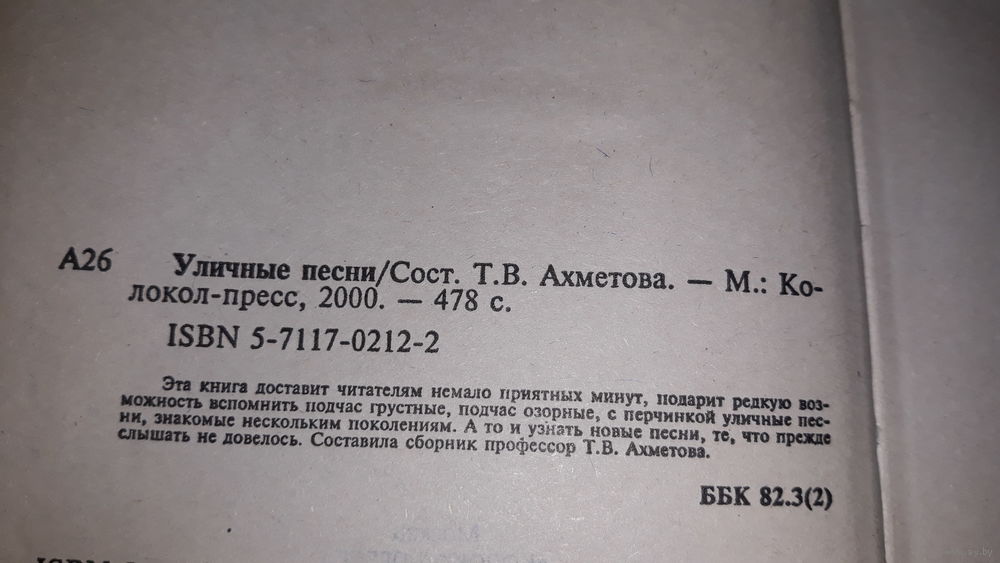 А26 Уличные песни/Сост. Т.В. Ахметова. — М.: Ко-
локол-пресс, 2000. — 478 с.
ISBN 5-7117-0212-2
Эта книга доставит читателям немало приятных минут, подарит редкую воз-
можность вспомнить подчас грустные, подчас озорные, с перчинкой уличные пес-
ни, знакомые нескольким поколениям. А то и узнать новые песни, те, что прежде
слышать не довелось. Составила сборник профессор Т.В. Ахметова.
ББК 82.3(2)